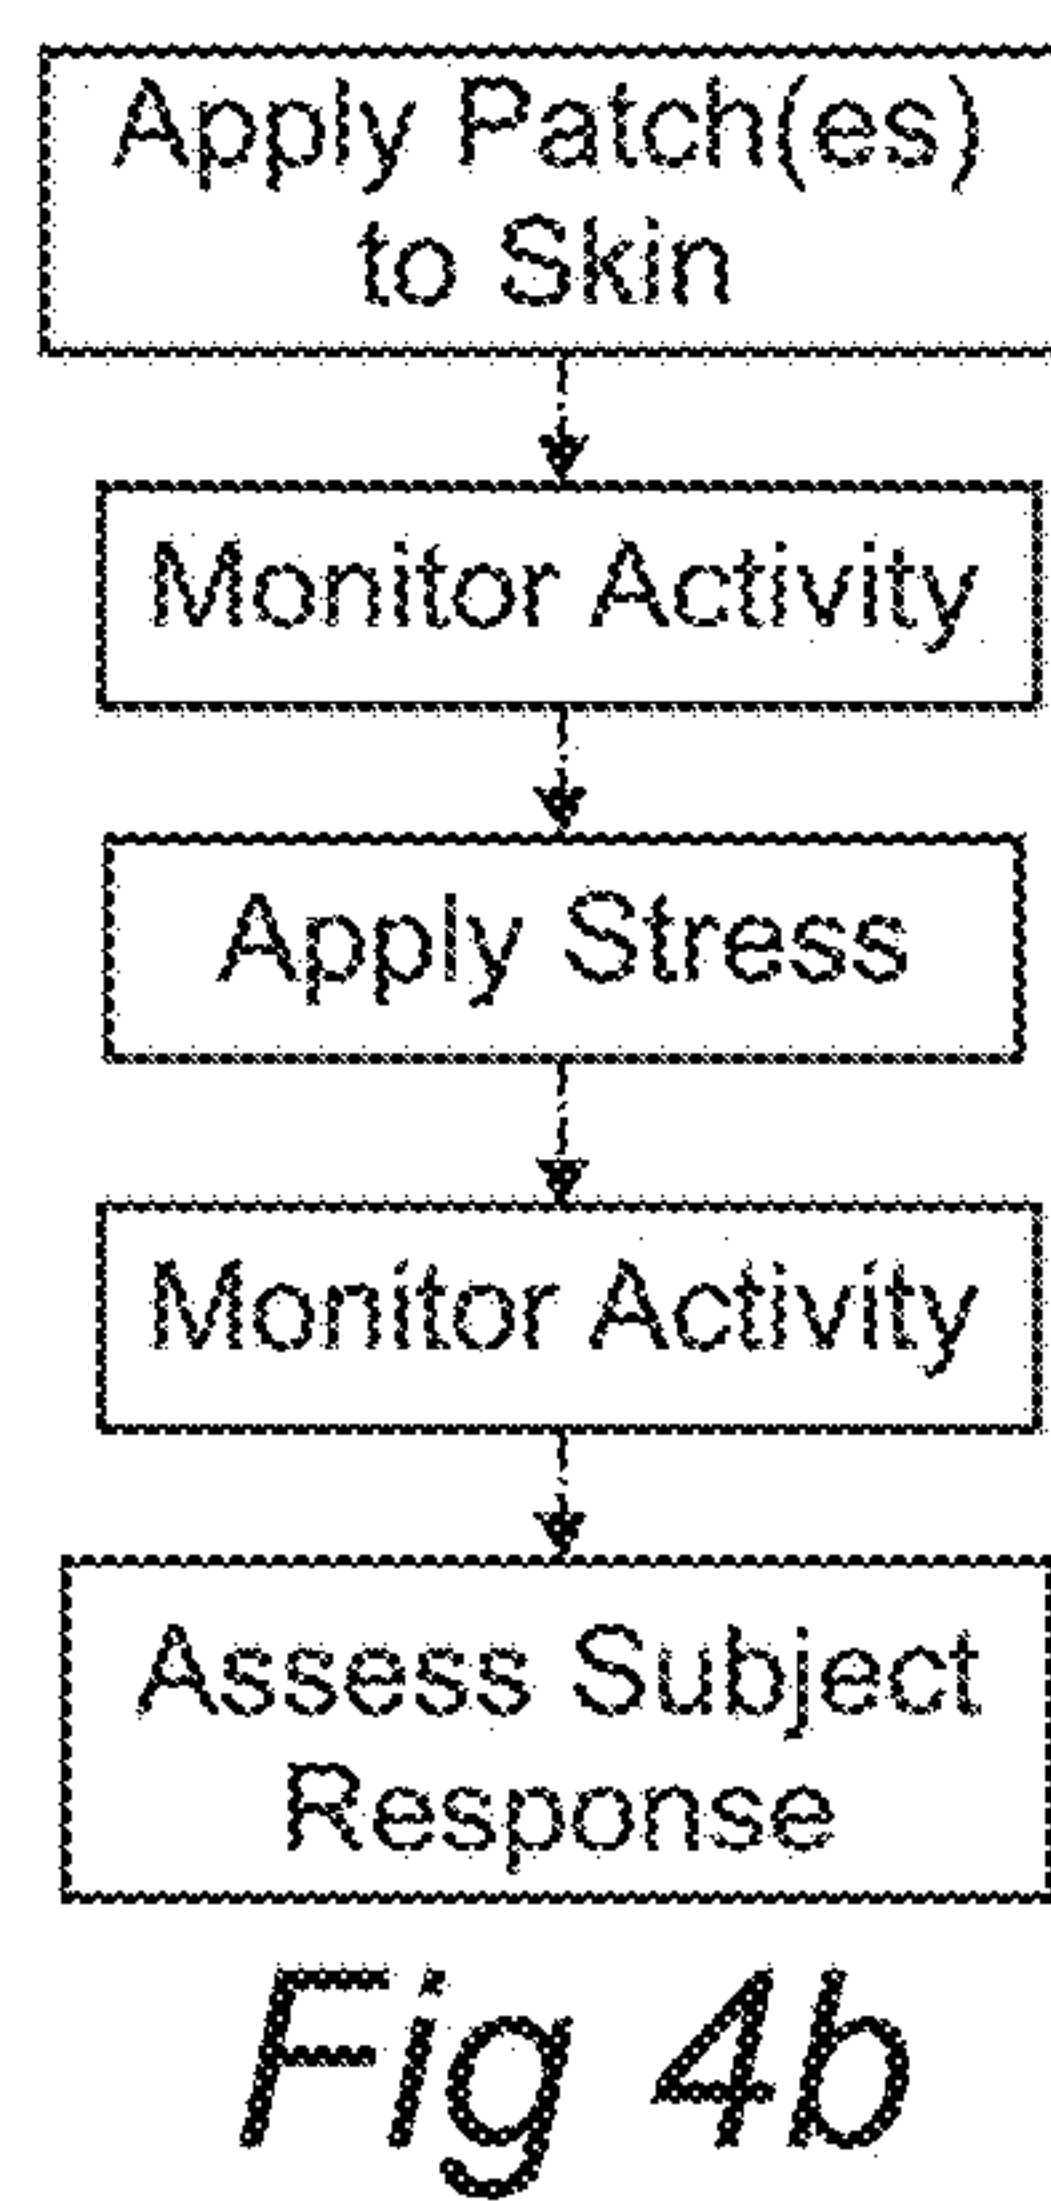 Apply Patch(es)
to Skin
Monitor Activity
Apply Stress
Monitor Activity
Assess Subject
Response
Fig 4b